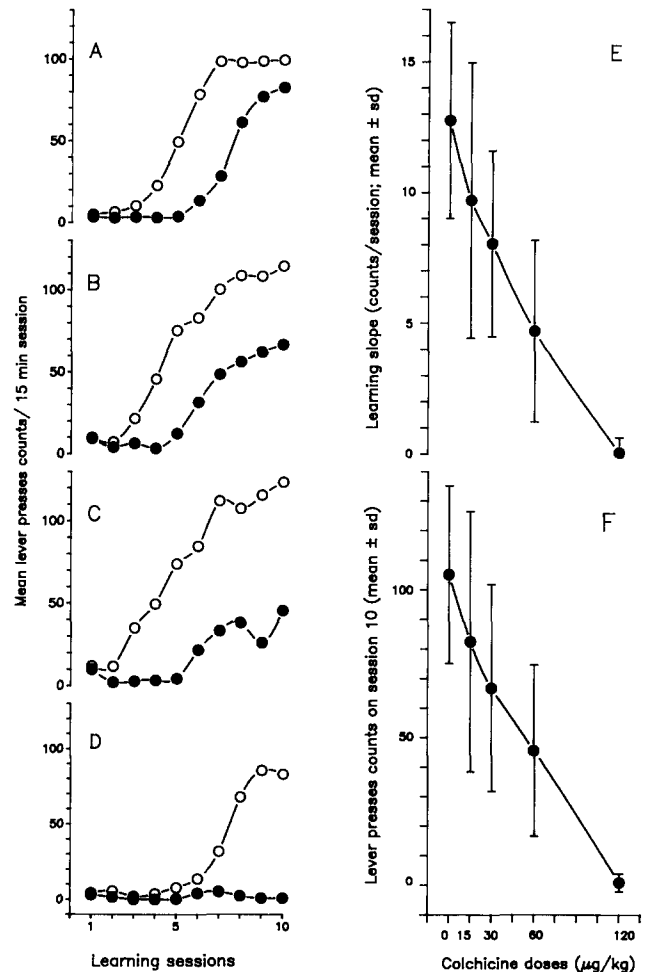 A
100
50
0
B
100
50
0
C
100
50
0
D
100
50
0
1
5
10
Learning sessions
Mean lever presses counts/ 15 min session
E
15
10
5
0
Learning slope (counts/session; mean ± sd)
F
100
50
0
Lever presses counts on session 10 (mean ± sd)
0 15 30 60 120
Colchicine doses (μg/kg)